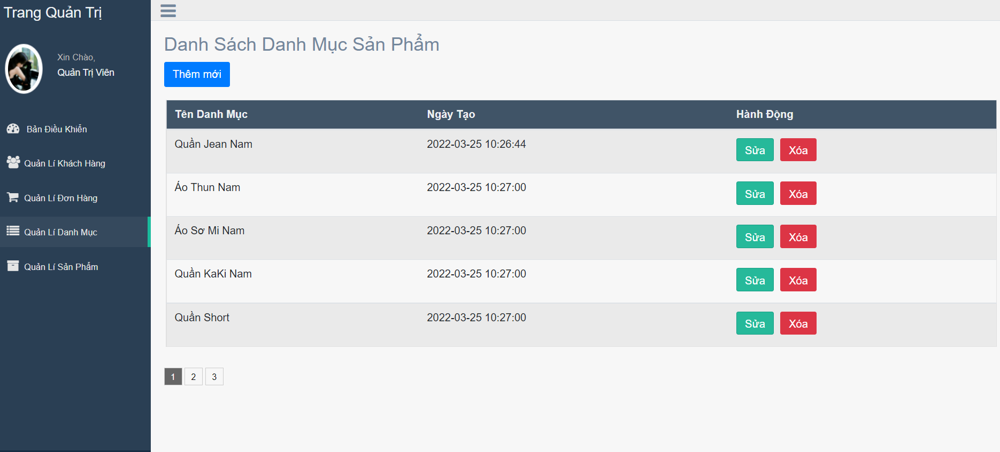 Trang Quản Trị
Xin Chào,
Quản Trị Viên
Bản Điều Khiển
Quản Lí Khách Hàng
Quản Lí Đơn Hàng
Quản Lí Danh Mục
Quản Lí Sản Phẩm
Danh Sách Danh Mục Sản Phẩm
Thêm mới
Tên Danh Mục Ngày Tạo Hành Động
Quần Jean Nam 2022-03-25 10:26:44 Sửa Xóa
Áo Thun Nam 2022-03-25 10:27:00 Sửa Xóa
Áo Sơ Mi Nam 2022-03-25 10:27:00 Sửa Xóa
Quần KaKi Nam 2022-03-25 10:27:00 Sửa Xóa
Quần Short 2022-03-25 10:27:00 Sửa Xóa
1 2 3